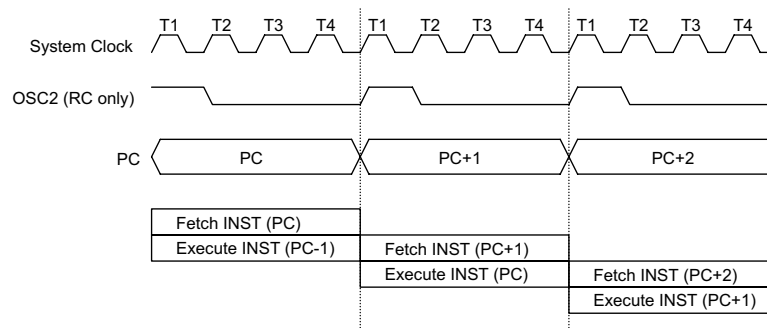 T1 T2 T3 T4 T1 T2 T3 T4 T1 T2 T3 T4
System Clock
OSC2 (RC only)
PC PC PC+1 PC+2
Fetch INST (PC)
Execute INST (PC-1) Fetch INST (PC+1)
Execute INST (PC) Fetch INST (PC+2)
Execute INST (PC+1)